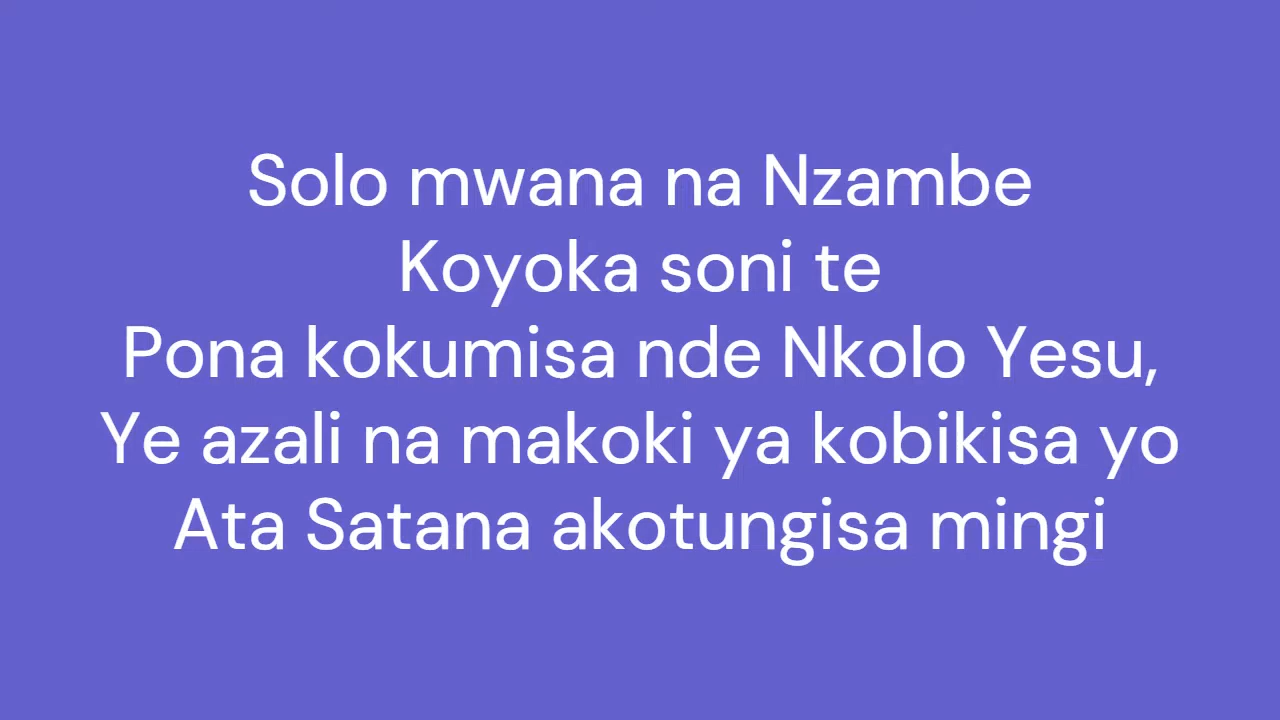 Solo mwana na Nzambe
Koyoka soni te
Pona kokumisa nde Nkolo Yesu,
Ye azali na makoki ya kobikisa yo
Ata Satana akotungisa mingi